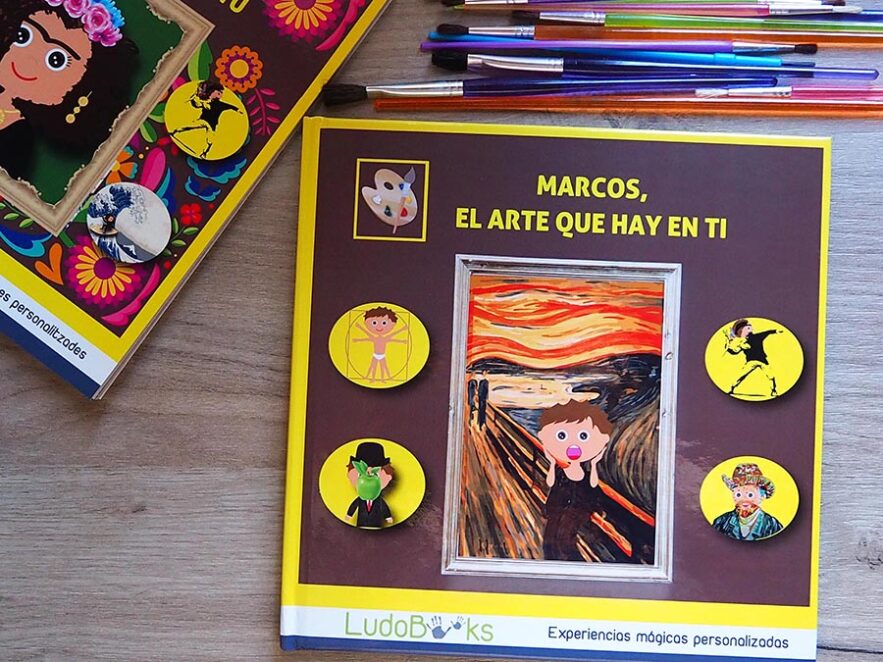 es personalitzades
MARCOS,
EL ARTE QUE HAY EN TI
LudoBooks
Experiencias mágicas personalizadas